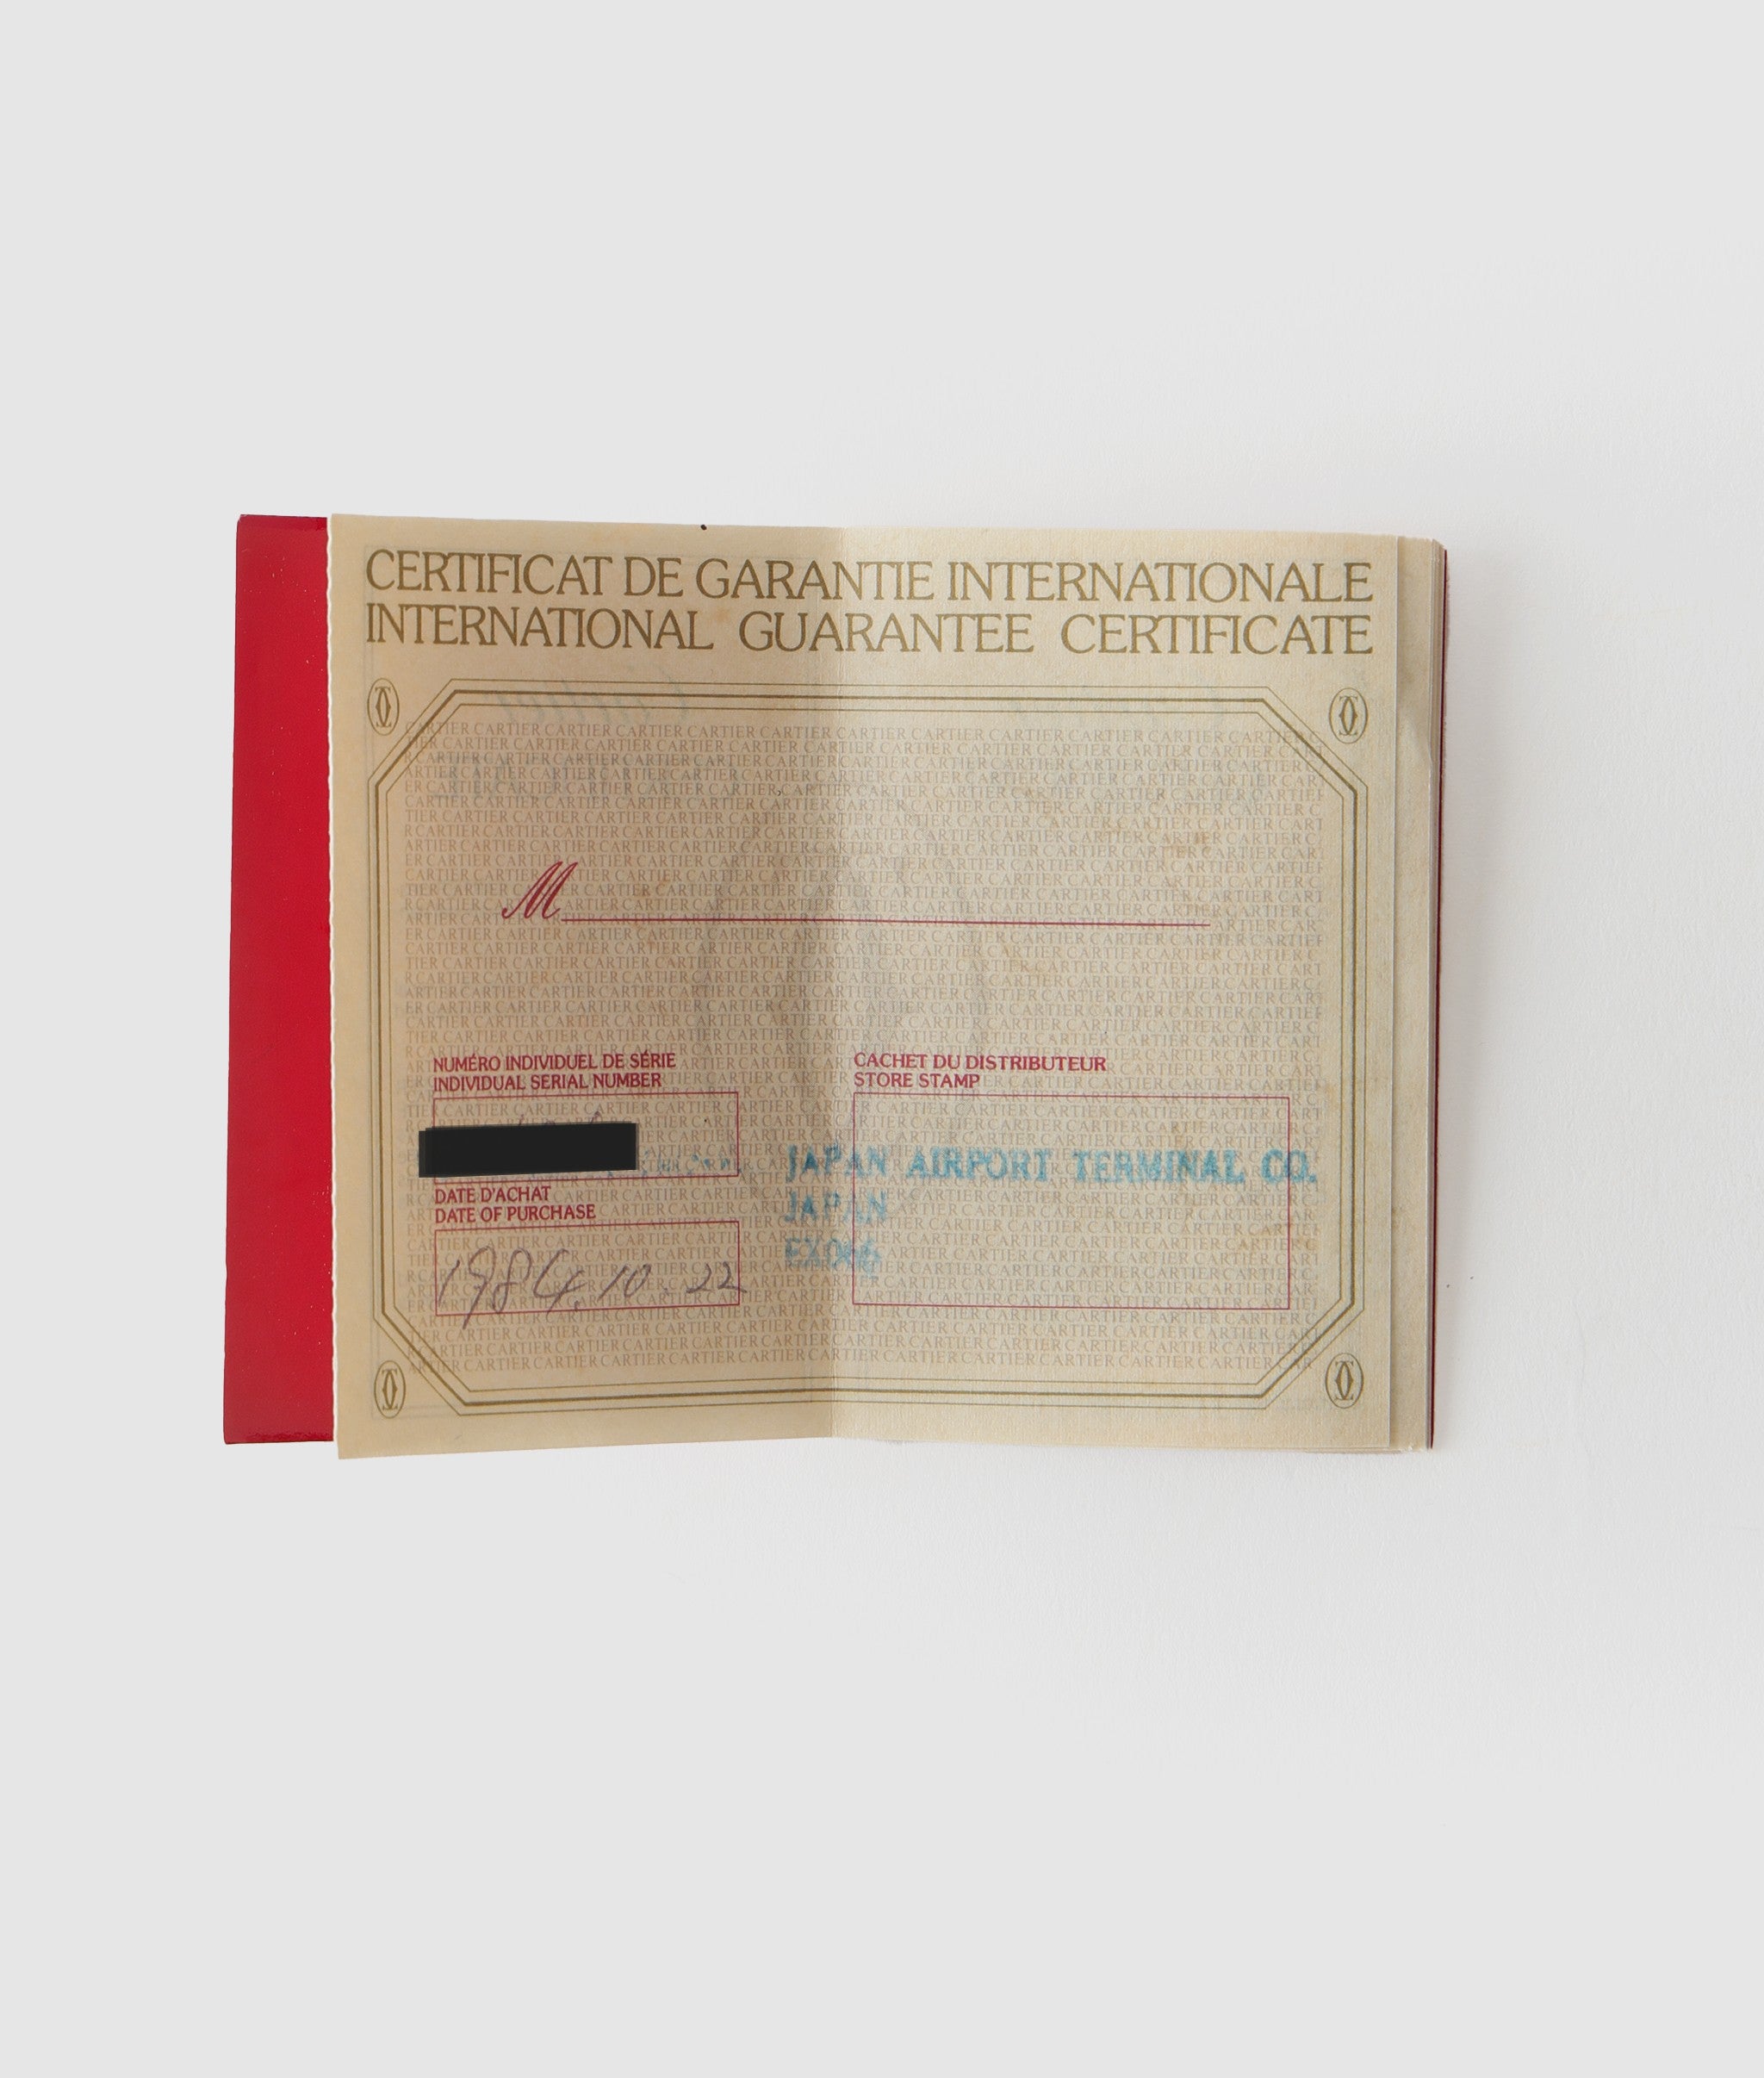 CERTIFICAT DE GARANTIE INTERNATIONALE
INTERNATIONAL GUARANTEE CERTIFICATE
M
NUMÉRO INDIVIDUEL DE SÉRIE
INDIVIDUAL SERIAL NUMBER
DATE D'ACHAT
DATE OF PURCHASE
1984.10.22
CACHET DU DISTRIBUTEUR
STORE STAMP
JAPAN AIRPORT TERMINAL CO.
JAPAN